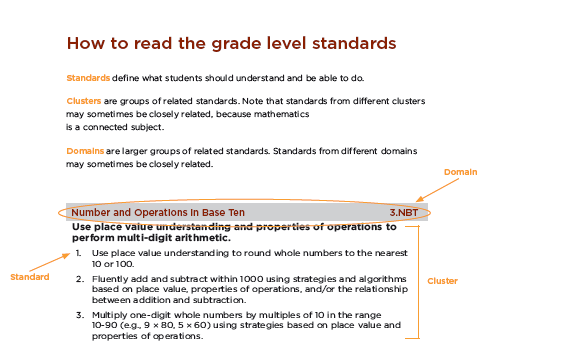 How to read the grade level standards
Standards define what students should understand and be able to do.
Clusters are groups of related standards. Note that standards from different clusters
may sometimes be closely related, because mathematics
is a connected subject.
Domains are larger groups of related standards. Standards from different domains
may sometimes be closely related.
Domain
Number and Operations in Base Ten 3.NBT
Use place value understanding and properties of operations to
perform multi-digit arithmetic.
1. Use place value understanding to round whole numbers to the nearest
10 or 100.
Standard
2. Fluently add and subtract within 1000 using strategies and algorithms
based on place value, properties of operations, and/or the relationship
between addition and subtraction.
Cluster
3. Multiply one-digit whole numbers by multiples of 10 in the range
10-90 (e.g., 9 × 80, 5 × 60) using strategies based on place value and
properties of operations.